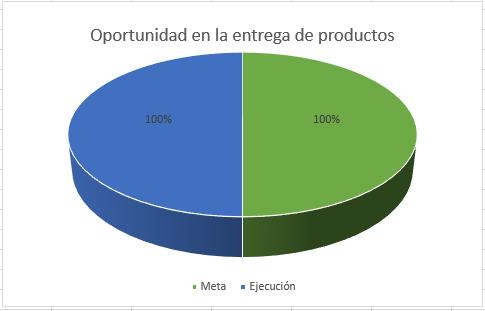 Oportunidad en la entrega de productos
100% 100%
Meta Ejecución